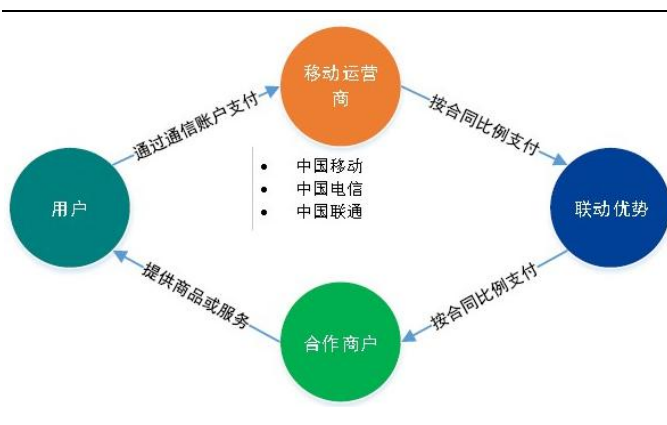 移动运营
商
通过通信账户支付
按合同比例支付
• 中国移动
• 中国电信
• 中国联通
用户
联动优势
提供商品或服务
按合同比例支付
合作商户